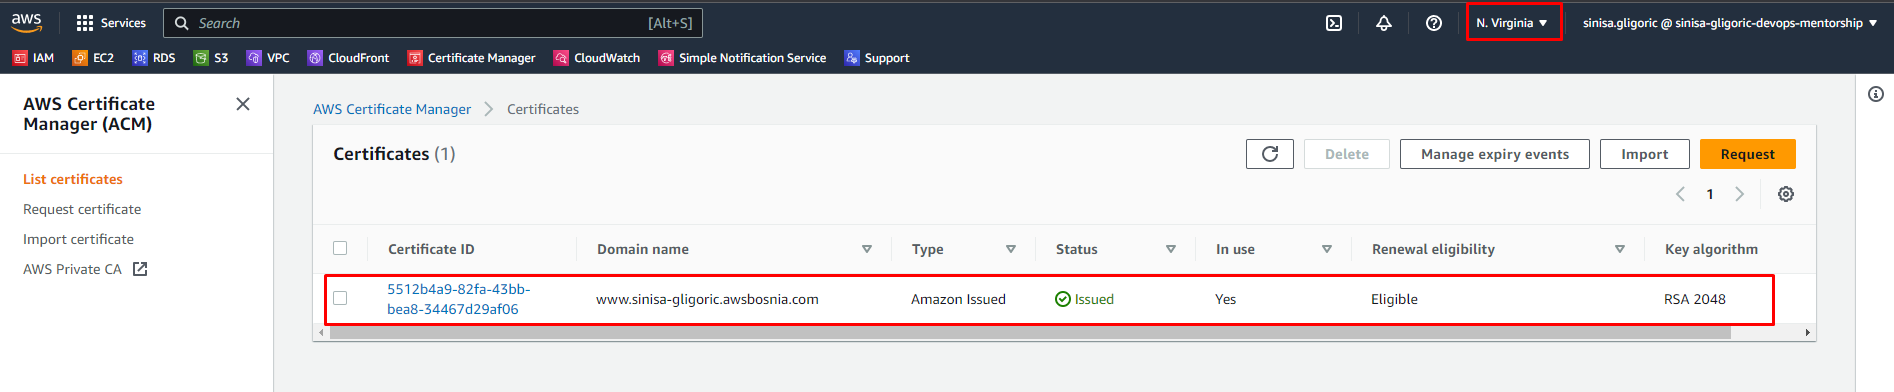 aws Services Search [Alt+S] N. Virginia sinisa.gligoric @ sinisa-gligoric-devops-mentorship
IAM EC2 RDS S3 VPC CloudFront Certificate Manager CloudWatch Simple Notification Service Support
AWS Certificate
Manager (ACM)
List certificates
Request certificate
Import certificate
AWS Private CA
AWS Certificate Manager Certificates
Certificates (1)
Delete Manage expiry events Import Request
1
Certificate ID Domain name Type Status In use Renewal eligibility Key algorithm
5512b4a9-82fa-43bb-
bea8-34467d29af06 www.sinisa-gligoric.awsbosnia.com Amazon Issued Issued Yes Eligible RSA 2048